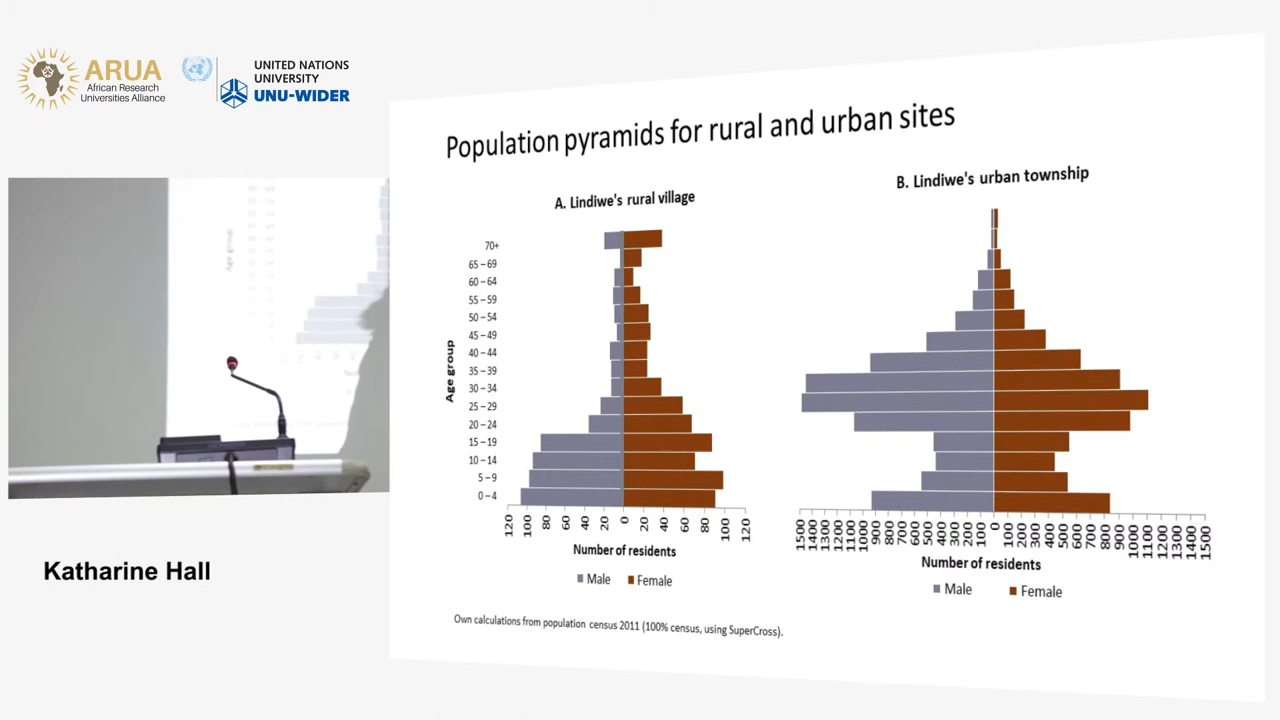 ARUA
African Research
Universities Alliance
UNITED NATIONS
UNIVERSITY
UNU-WIDER
Population pyramids for rural and urban sites
A. Lindiwe's rural village
Age group
70+
65 – 69
60 – 64
55 – 59
50 – 54
45 – 49
40 – 44
35 – 39
30 – 34
25 – 29
20 – 24
15 – 19
10 – 14
5 – 9
0 – 4
120 100 80 60 40 20 0 20 40 60 80 100 120
Number of residents
Male Female
B. Lindiwe's urban township
1500 1400 1300 1200 1100 1000 900 800 700 600 500 400 300 200 100 0 100 200 300 400 500 600 700 800 900 1000 1100 1200 1300 1400 1500
Number of residents
Male Female
Own calculations from population census 2011 (100% census, using SuperCross).
Age group
Katharine Hall